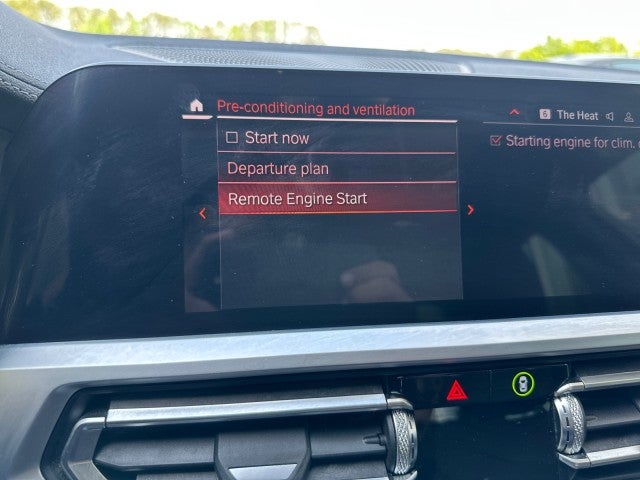 Pre-conditioning and ventilation
Start now
Departure plan
Remote Engine Start
The Heat
Starting engine for clim.